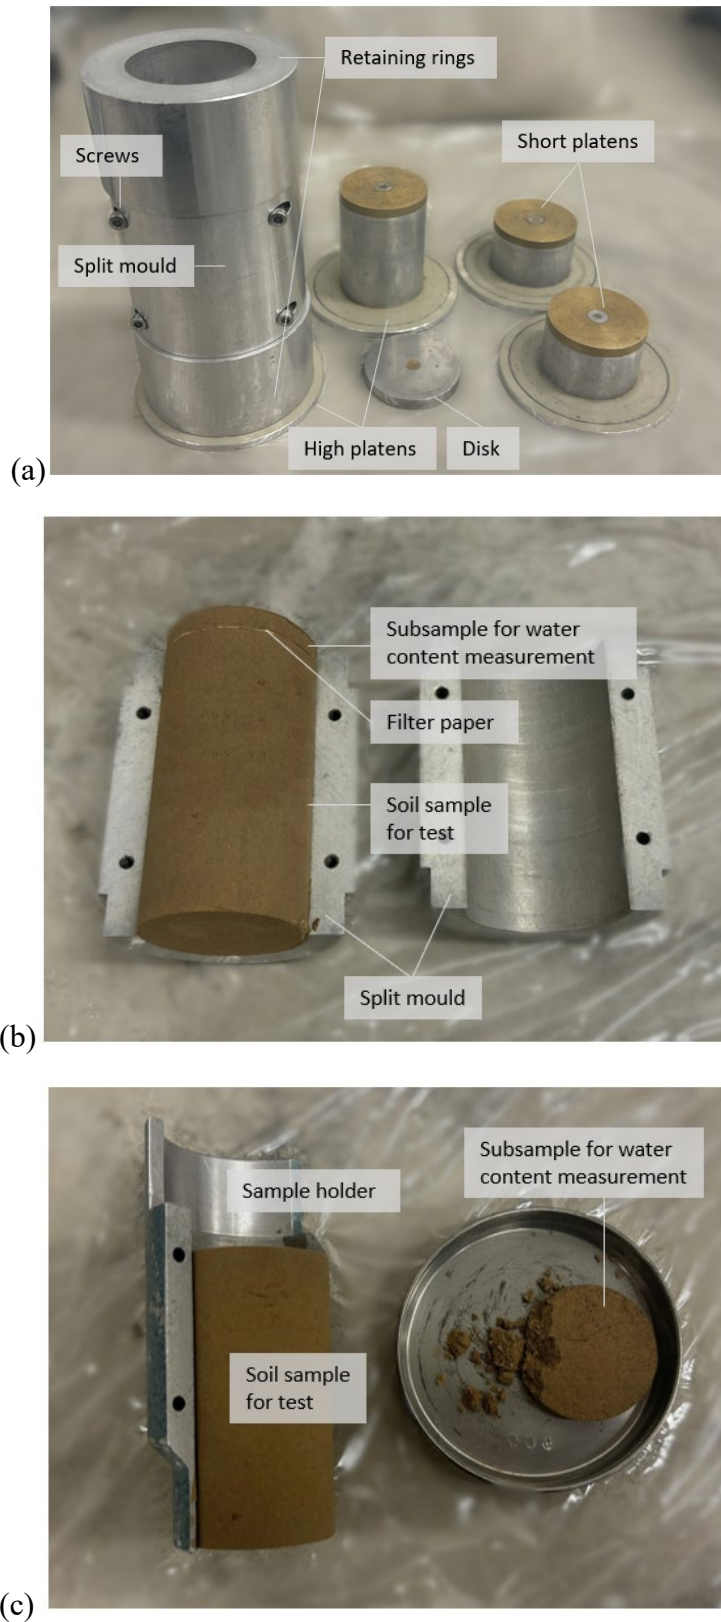 Retaining rings
Screws
Short platens
Split mould
High platens
Disk
(a)
Subsample for water
content measurement
Filter paper
Soil sample
for test
Split mould
(b)
Subsample for water
content measurement
Sample holder
Soil sample
for test
(c)